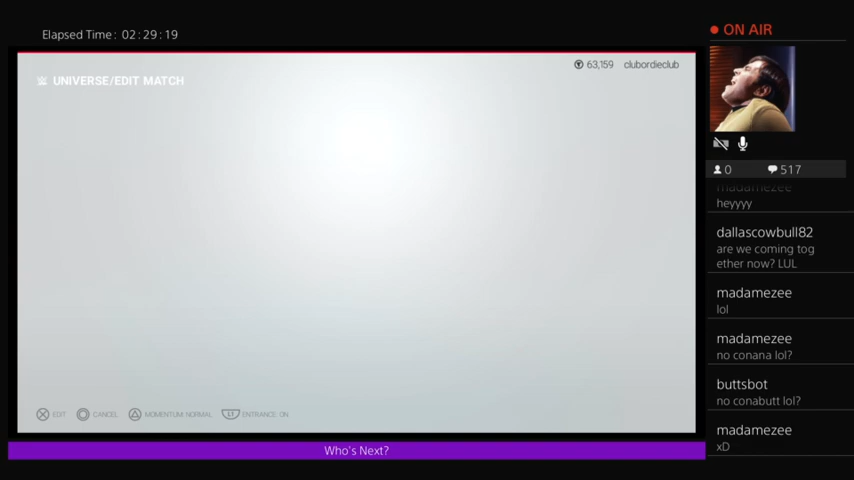 Elapsed Time: 02:29:19
ON AIR
UNIVERSE/EDIT MATCH
63,159 clubordieclub
0 517
madamezee
heyyyy
dallascowbull82
are we coming tog
ether now? LUL
madamezee
lol
madamezee
no conana lol?
buttsbot
no conabutt lol?
madamezee
xD
EDIT CANCEL MOMENTUM: NORMAL ENTRANCE: ON
Who's Next?